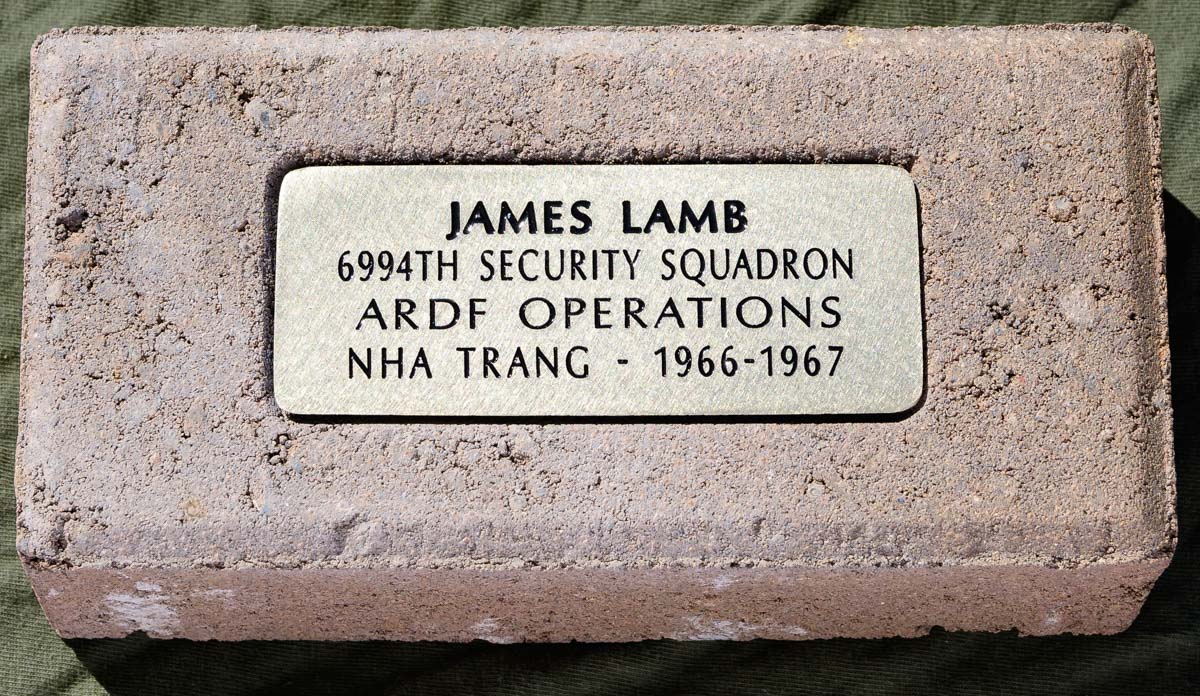 JAMES LAMB
6994TH SECURITY SQUADRON
ARDF OPERATIONS
NHA TRANG - 1966-1967